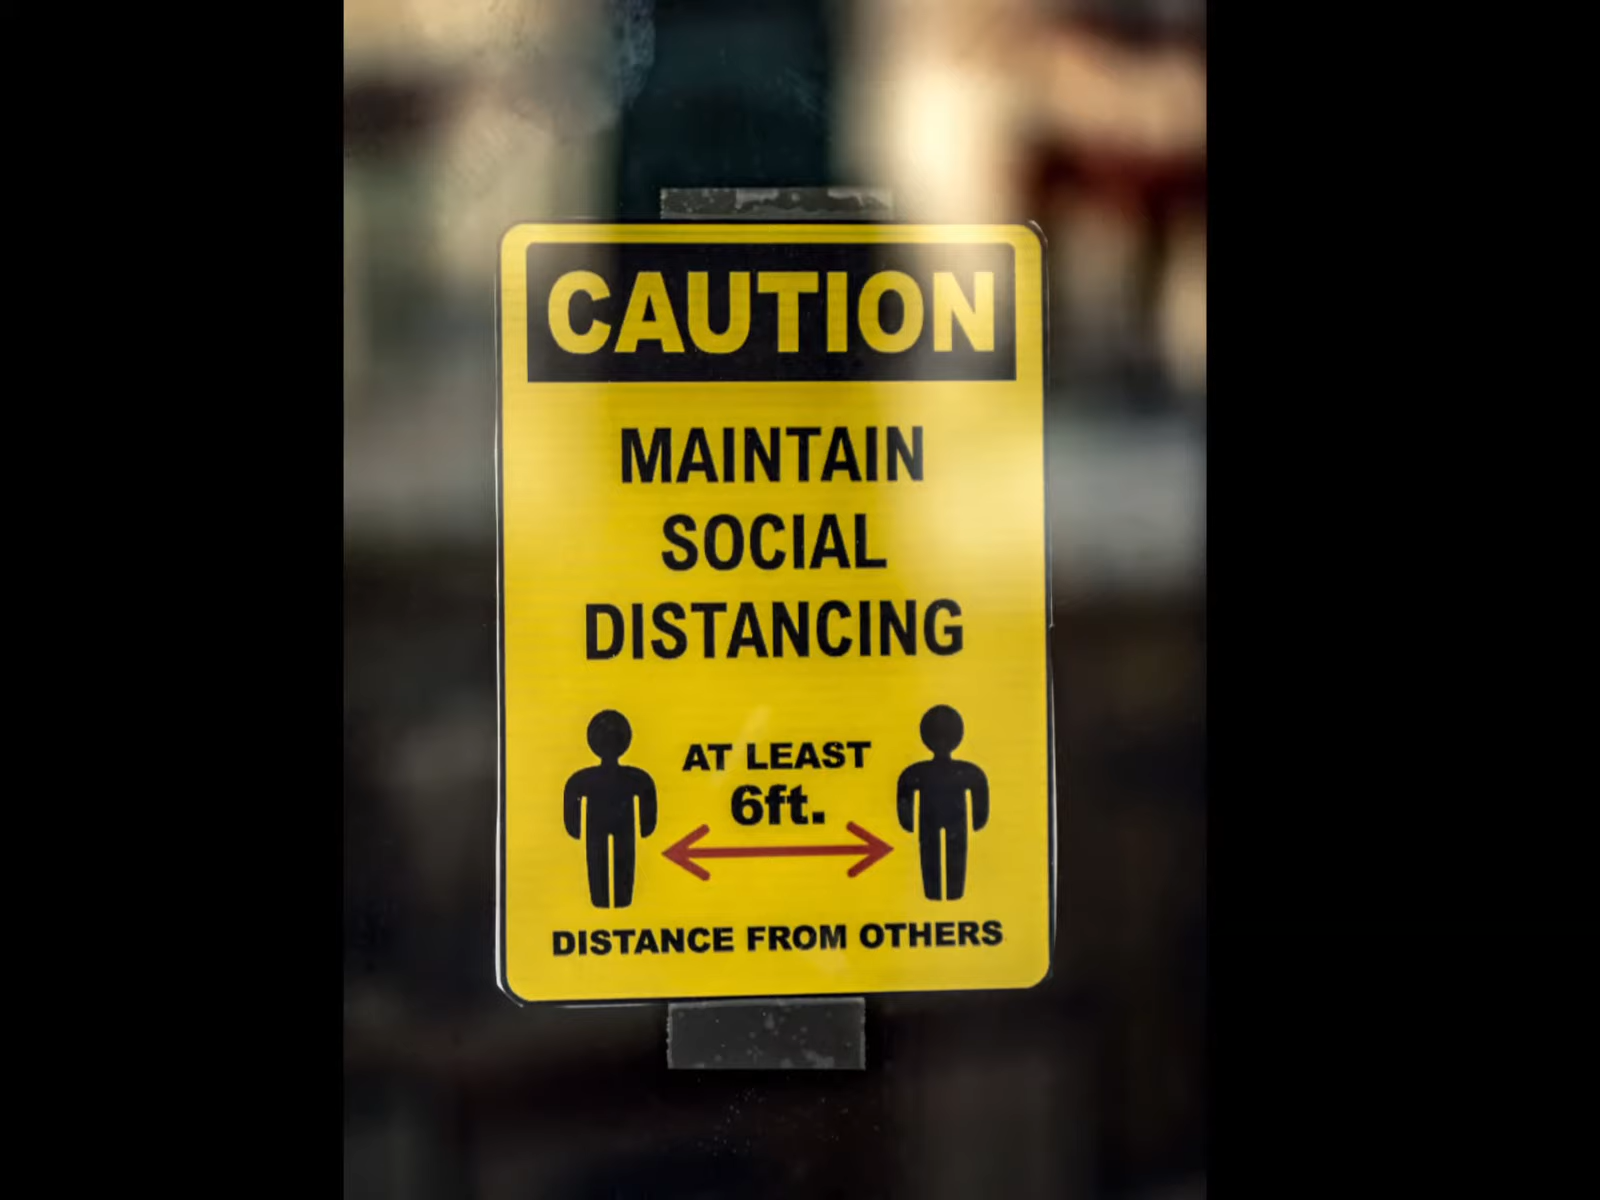 CAUTION
MAINTAIN
SOCIAL
DISTANCING
AT LEAST
6ft.
DISTANCE FROM OTHERS